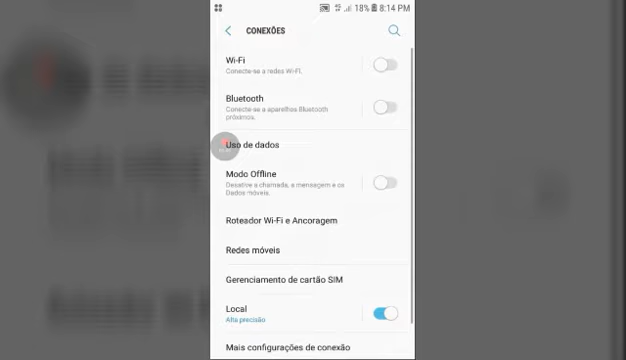 18% 8:14 PM
CONEXÕES
Wi-Fi
Conecte-se a redes Wi-Fi.
Bluetooth
Conecte-se a aparelhos Bluetooth
próximos.
Uso de dados
Modo Offline
Desative a chamada, a mensagem e os
Dados móveis.
Roteador Wi-Fi e Ancoragem
Redes móveis
Gerenciamento de cartão SIM
Local
Alta precisão
Mais configurações de conexão